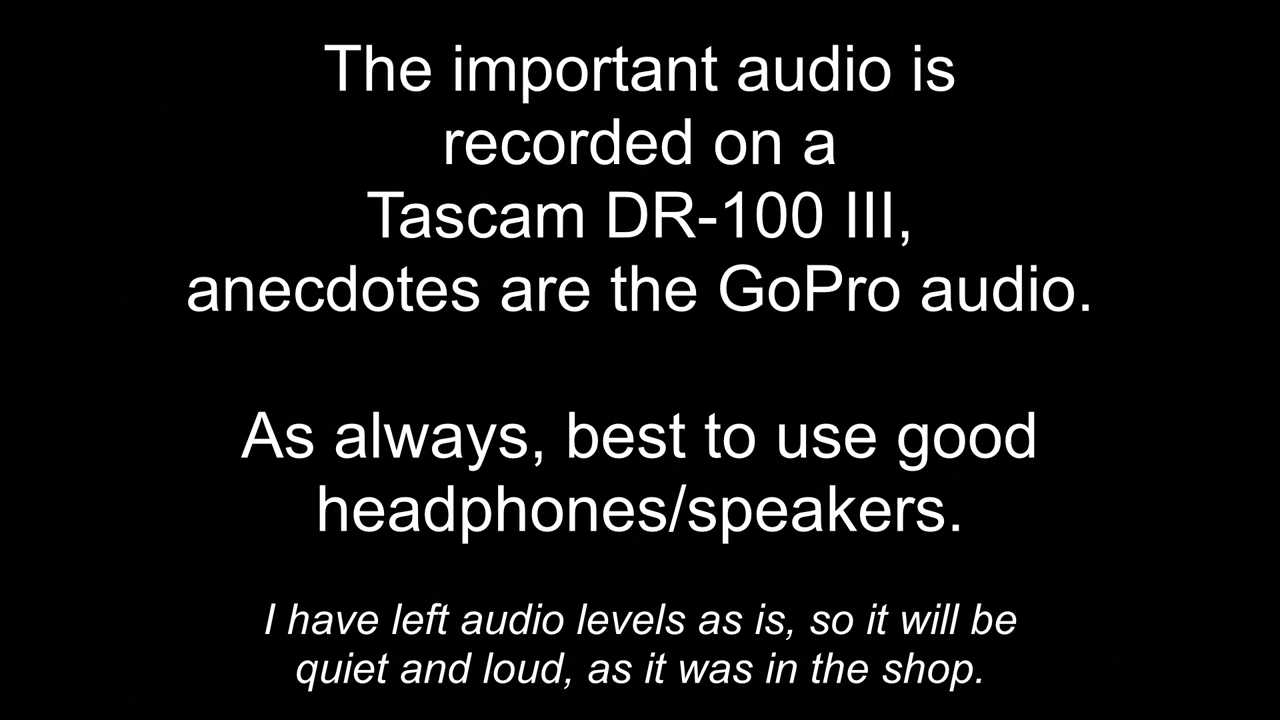 The important audio is
recorded on a
Tascam DR-100 III,
anecdotes are the GoPro audio.
As always, best to use good
headphones/speakers.
I have left audio levels as is, so it will be
quiet and loud, as it was in the shop.